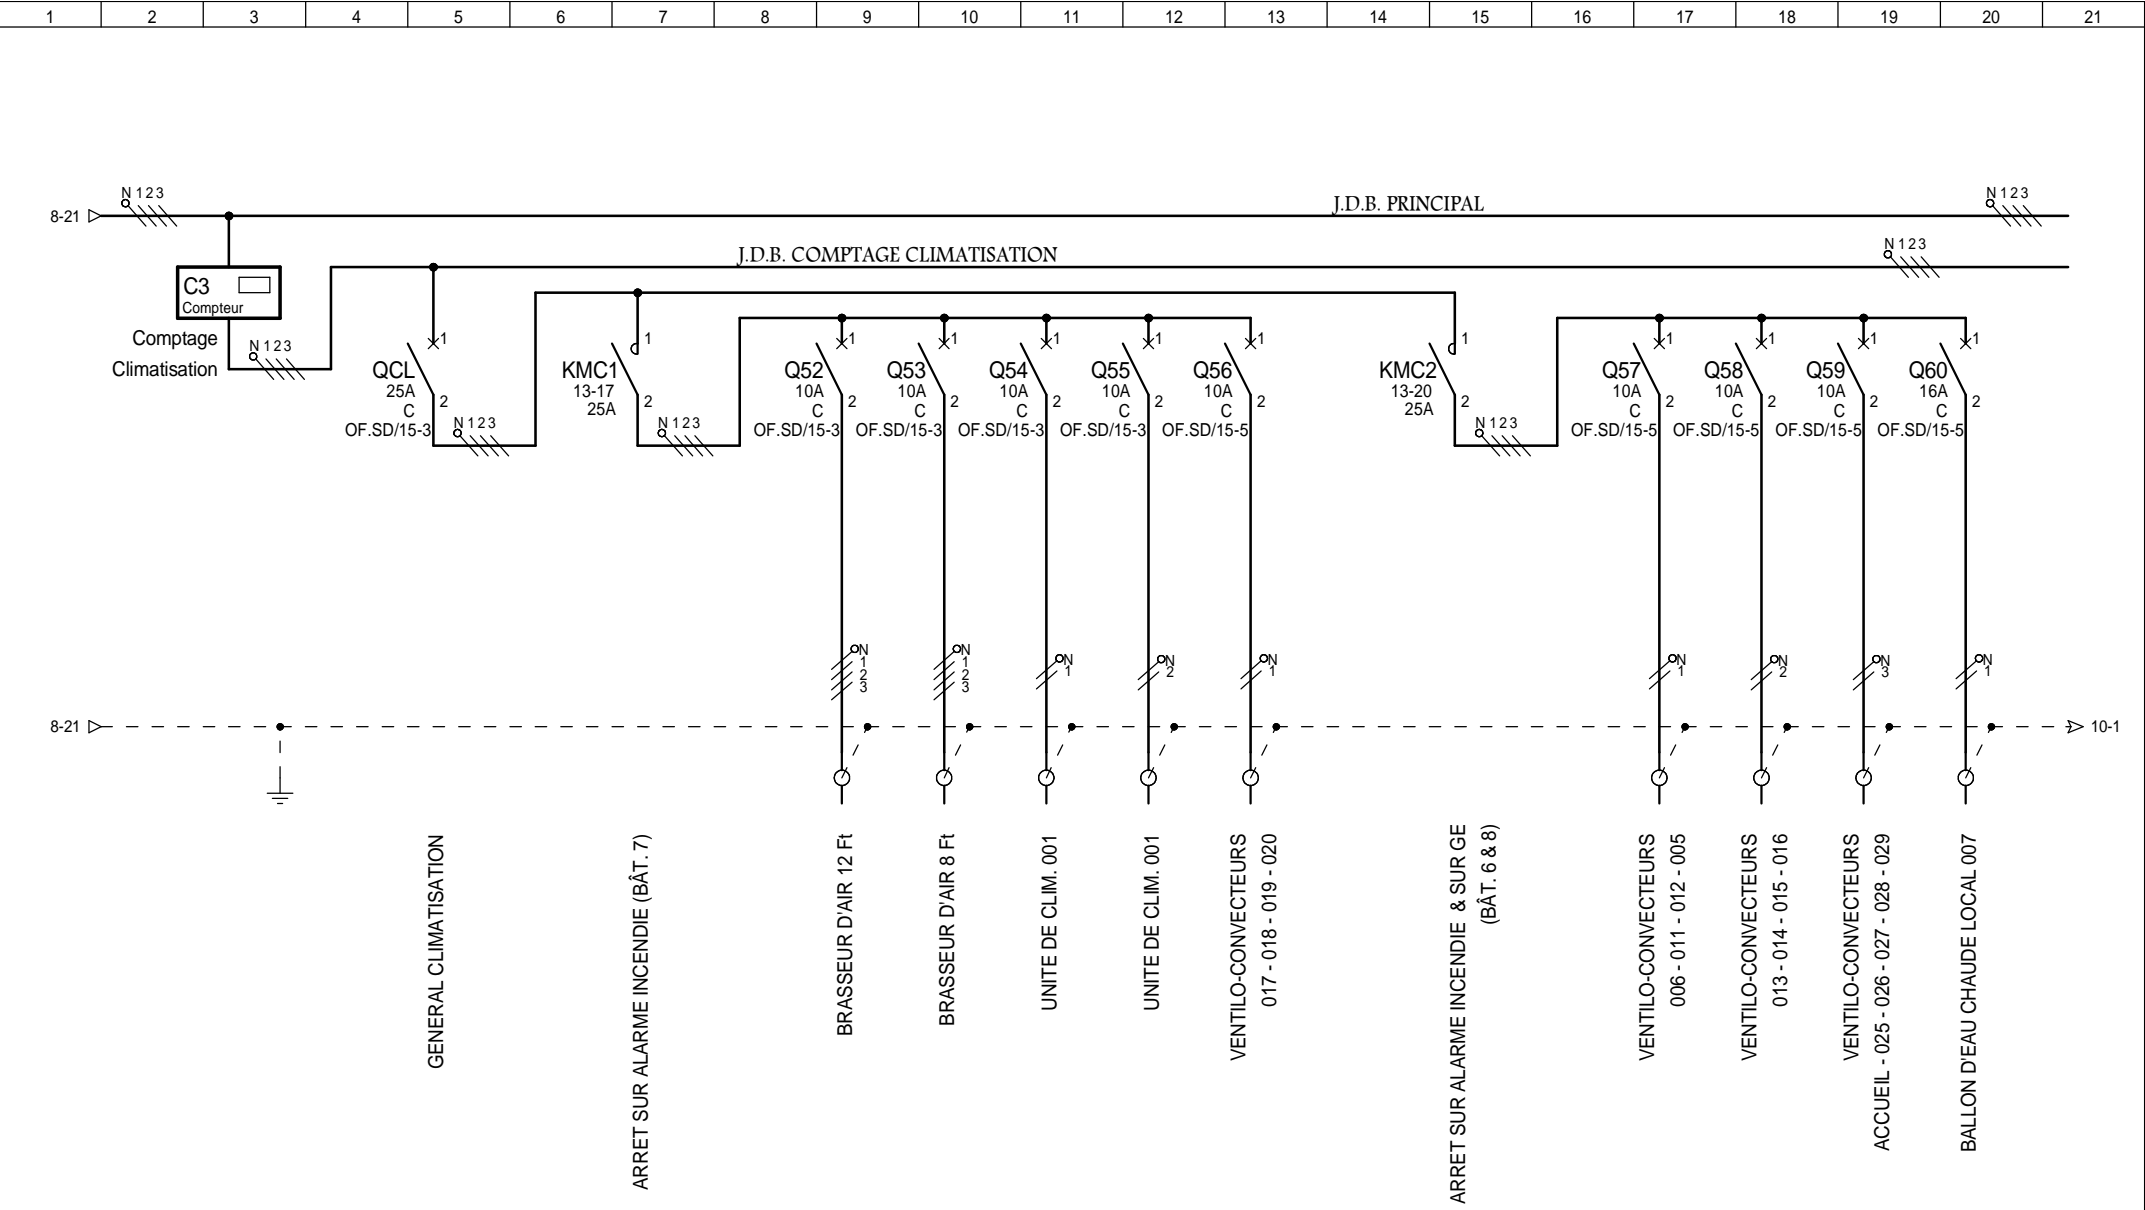 1 2 3 4 5 6 7 8 9 10 11 12 13 14 15 16 17 18 19 20 21
N 1 2 3
J.D.B. PRINCIPAL
N 1 2 3
8-21
J.D.B. COMPTAGE CLIMATISATION
N 1 2 3
C3
Compteur
Comptage
Climatisation
N 1 2 3
1
QCL
25A
C
OF.SD/15-3
2
N 1 2 3
1
KMC1
13-17
25A
2
N 1 2 3
1
Q52
10A
C
OF.SD/15-3
2
1
Q53
10A
C
OF.SD/15-3
2
1
Q54
10A
C
OF.SD/15-3
2
1
Q55
10A
C
OF.SD/15-3
2
1
Q56
10A
C
OF.SD/15-5
2
1
KMC2
13-20
25A
2
N 1 2 3
1
Q57
10A
C
OF.SD/15-5
2
1
Q58
10A
C
OF.SD/15-5
2
1
Q59
10A
C
OF.SD/15-5
2
1
Q60
16A
C
OF.SD/15-5
2
N
1
2
3
N
1
2
3
N
1
N
2
N
1
N
1
N
2
N
3
N
1
8-21
10-1
GENERAL CLIMATISATION
ARRET SUR ALARME INCENDIE (BÂT. 7)
BRASSEUR D'AIR 12 Ft
BRASSEUR D'AIR 8 Ft
UNITE DE CLIM. 001
UNITE DE CLIM. 001
VENTILO-CONVECTEURS
017 - 018 - 019 - 020
ARRET SUR ALARME INCENDIE & SUR GE
(BÂT. 6 & 8)
VENTILO-CONVECTEURS
006 - 011 - 012 - 005
VENTILO-CONVECTEURS
013 - 014 - 015 - 016
VENTILO-CONVECTEURS
ACCUEIL - 025 - 026 - 027 - 028 - 029
BALLON D'EAU CHAUDE LOCAL 007